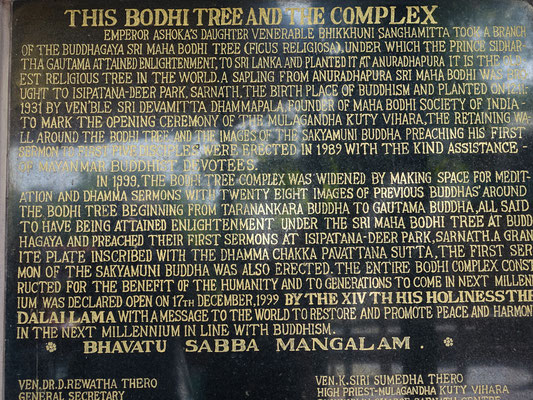 THIS BODHI TREE AND THE COMPLEX
EMPEROR ASHOKA'S DAUGHTER VENERABLE BHIKKHUNI SANGHAMITTA TOOK A BRANCH
OF THE BUDDHAGAYA SRI MAHA BODHI TREE (FICUS RELIGIOSA), UNDER WHICH THE PRINCE SIDHAR-
THA GAUTAMA ATTAINED ENLIGHTENMENT, TO SRI LANKA AND PLANTED IT AT ANURADHAPURA IT IS THE OLD-
EST RELIGIOUS TREE IN THE WORLD. A SAPLING FROM ANURADHAPURA SRI MAHA BODHI WAS
UGHT TO ISIPATANA-DEER PARK, SARNATH, THE BIRTH PLACE OF BUDDHISM AND PLANTED ON
1931 BY VEN'BLE SRI DEVAMITTA DHAMMAPALA, FOUNDER OF MAHA BODHI SOCIETY OF INDIA-
TO MARK THE OPENING CEREMONY OF THE MULAGANDHA KUTY VIHARA, THE RETAINING WA-
LL AROUND THE BODHI TREE AND THE IMAGES OF THE SAKYAMUNI BUDDHA PREACHING HIS FIRST
SERMON TO FIRST FIVE DISCIPLES WERE ERECTED IN 1989 WITH THE KIND ASSISTANCE-
OF MAYANMAR BUDDHIST DEVOTEES.
IN 1999, THE BODHI TREE COMPLEX WAS WIDENED BY MAKING SPACE FOR MEDIT-
ATION AND DHAMMA SERMONS WITH TWENTY EIGHT IMAGES OF PREVIOUS BUDDHAS' AROUND
THE BODHI TREE BEGINNING FROM TARANANKARA BUDDHA TO GAUTAMA BUDDHA, ALL SAID
TO HAVE BEING ATTAINED ENLIGHTENMENT UNDER THE SRI MAHA BODHI TREE AT BUDD-
HAGAYA AND PREACHED THEIR FIRST SERMONS AT ISIPATANA-DEER PARK, SARNATH. A GRAN-
ITE PLATE INSCRIBED WITH THE DHAMMA CHAKKA PAVATTANA SUTTA, THE FIRST SER-
MON OF THE SAKYAMUNI BUDDHA WAS ALSO ERECTED. THE ENTIRE BODHI COMPLEX CONST-
RUCTED FOR THE BENEFIT OF THE HUMANITY AND TO GENERATIONS TO COME IN NEXT MILLEN-
IUM WAS DECLARED OPEN ON 17TH DECEMBER, 1999 BY THE XIV TH HIS HOLINESS THE
DALAI LAMA WITH A MESSAGE TO THE WORLD TO RESTORE AND PROMOTE PEACE AND HARMON
IN THE NEXT MILLENNIUM IN LINE WITH BUDDHISM.
* BHAVATU SABBA MANGALAM . *
VEN. DR. D. REWATHA THERO
GENERAL SECRETARY
VEN. K. SIRI SUMEDHA THERO
HIGH PRIEST-MULAGANDHA KUTY VIHARA